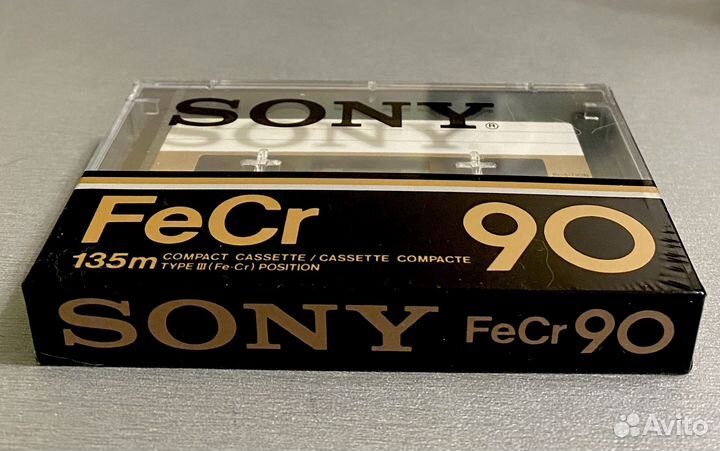 SONY®
FeCr 90
135m COMPACT CASSETTE / CASSETTE COMPACTE
TYPE III (Fe-Cr) POSITION
SONY FeCr 90
Avito